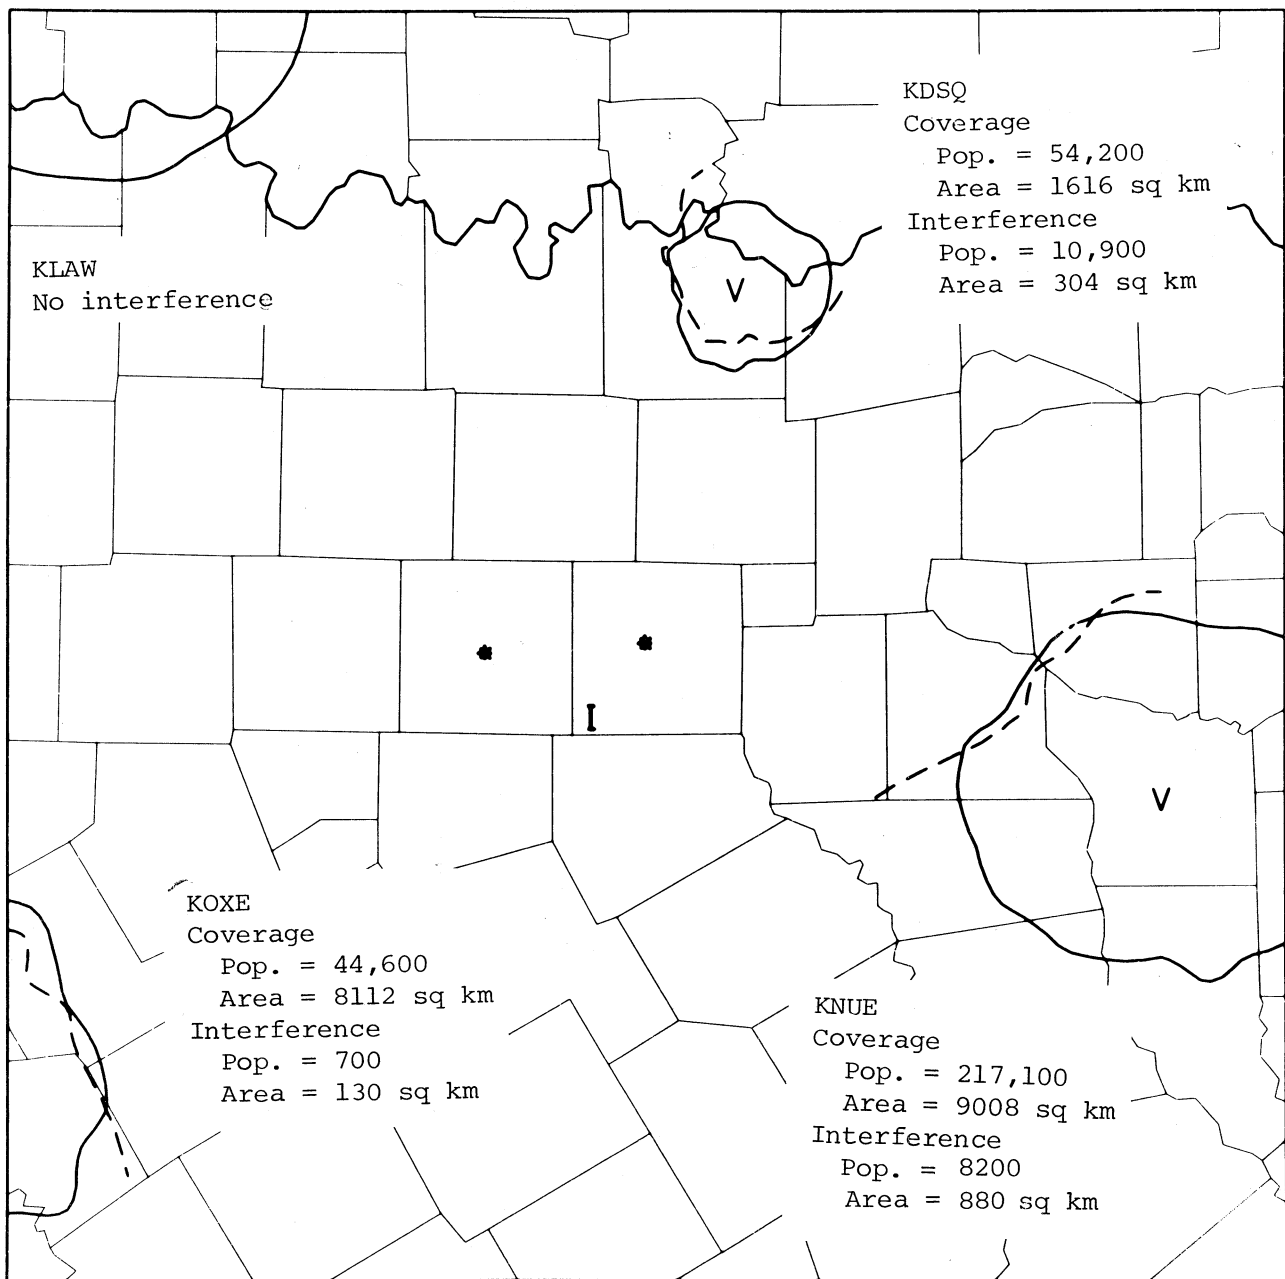 KDSQ
Coverage
Pop. = 54,200
Area = 1616 sq km
Interference
Pop. = 10,900
Area = 304 sq km
KLAW
No interference
V
I
V
KOXE
Coverage
Pop. = 44,600
Area = 8112 sq km
Interference
Pop. = 700
Area = 130 sq km
KNUE
Coverage
Pop. = 217,100
Area = 9008 sq km
Interference
Pop. = 8200
Area = 880 sq km